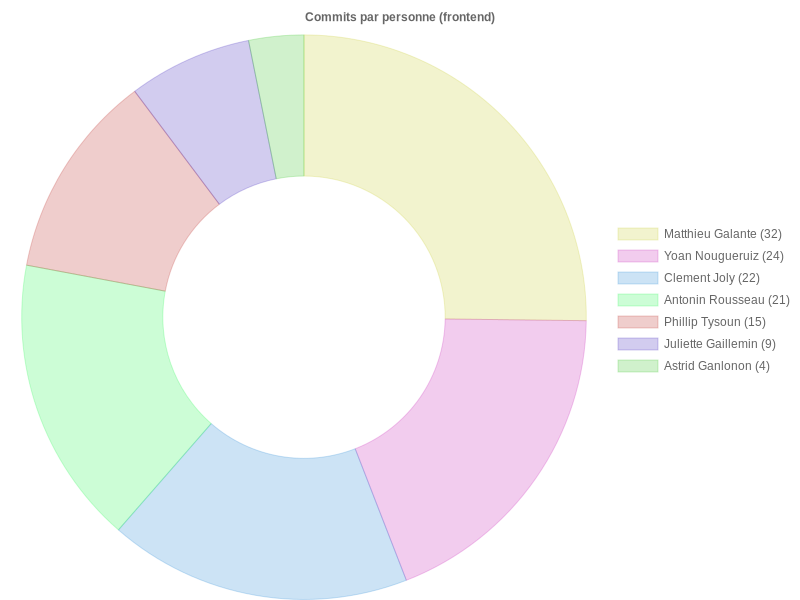 Commits par personne (frontend)
Matthieu Galante (32)
Yoan Nougueruiz (24)
Clement Joly (22)
Antonin Rousseau (21)
Phillip Tysoun (15)
Juliette Gaillemin (9)
Astrid Ganlonon (4)